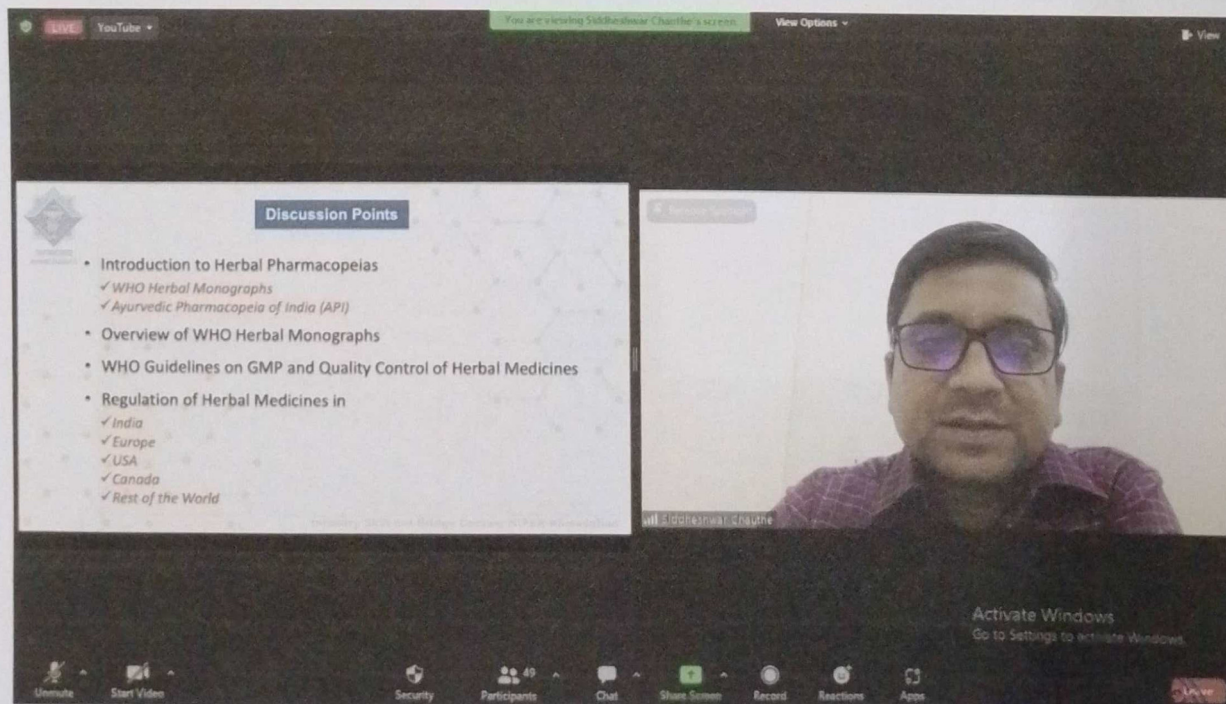 LIVE YouTube
You are viewing Siddheshwar Chauthe's screen
View Options
View
Discussion Points
• Introduction to Herbal Pharmacopeias
✓ WHO Herbal Monographs
✓ Ayurvedic Pharmacopeia of India (API)
• Overview of WHO Herbal Monographs
• WHO Guidelines on GMP and Quality Control of Herbal Medicines
• Regulation of Herbal Medicines in
✓ India
✓ Europe
✓ USA
✓ Canada
✓ Rest of the World
Siddheshwar Chauthe
Activate Windows
Go to Settings to activate Windows.
Unmute
Start Video
Security
49
Participants
Chat
Share Screen
Record
Reactions
Apps
Leave